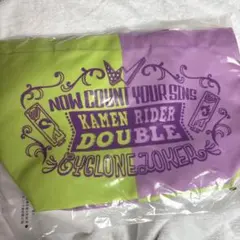 NOW COUNT YOUR SINS
KAMEN RIDER
DOUBLE
CYCLONE JOKER